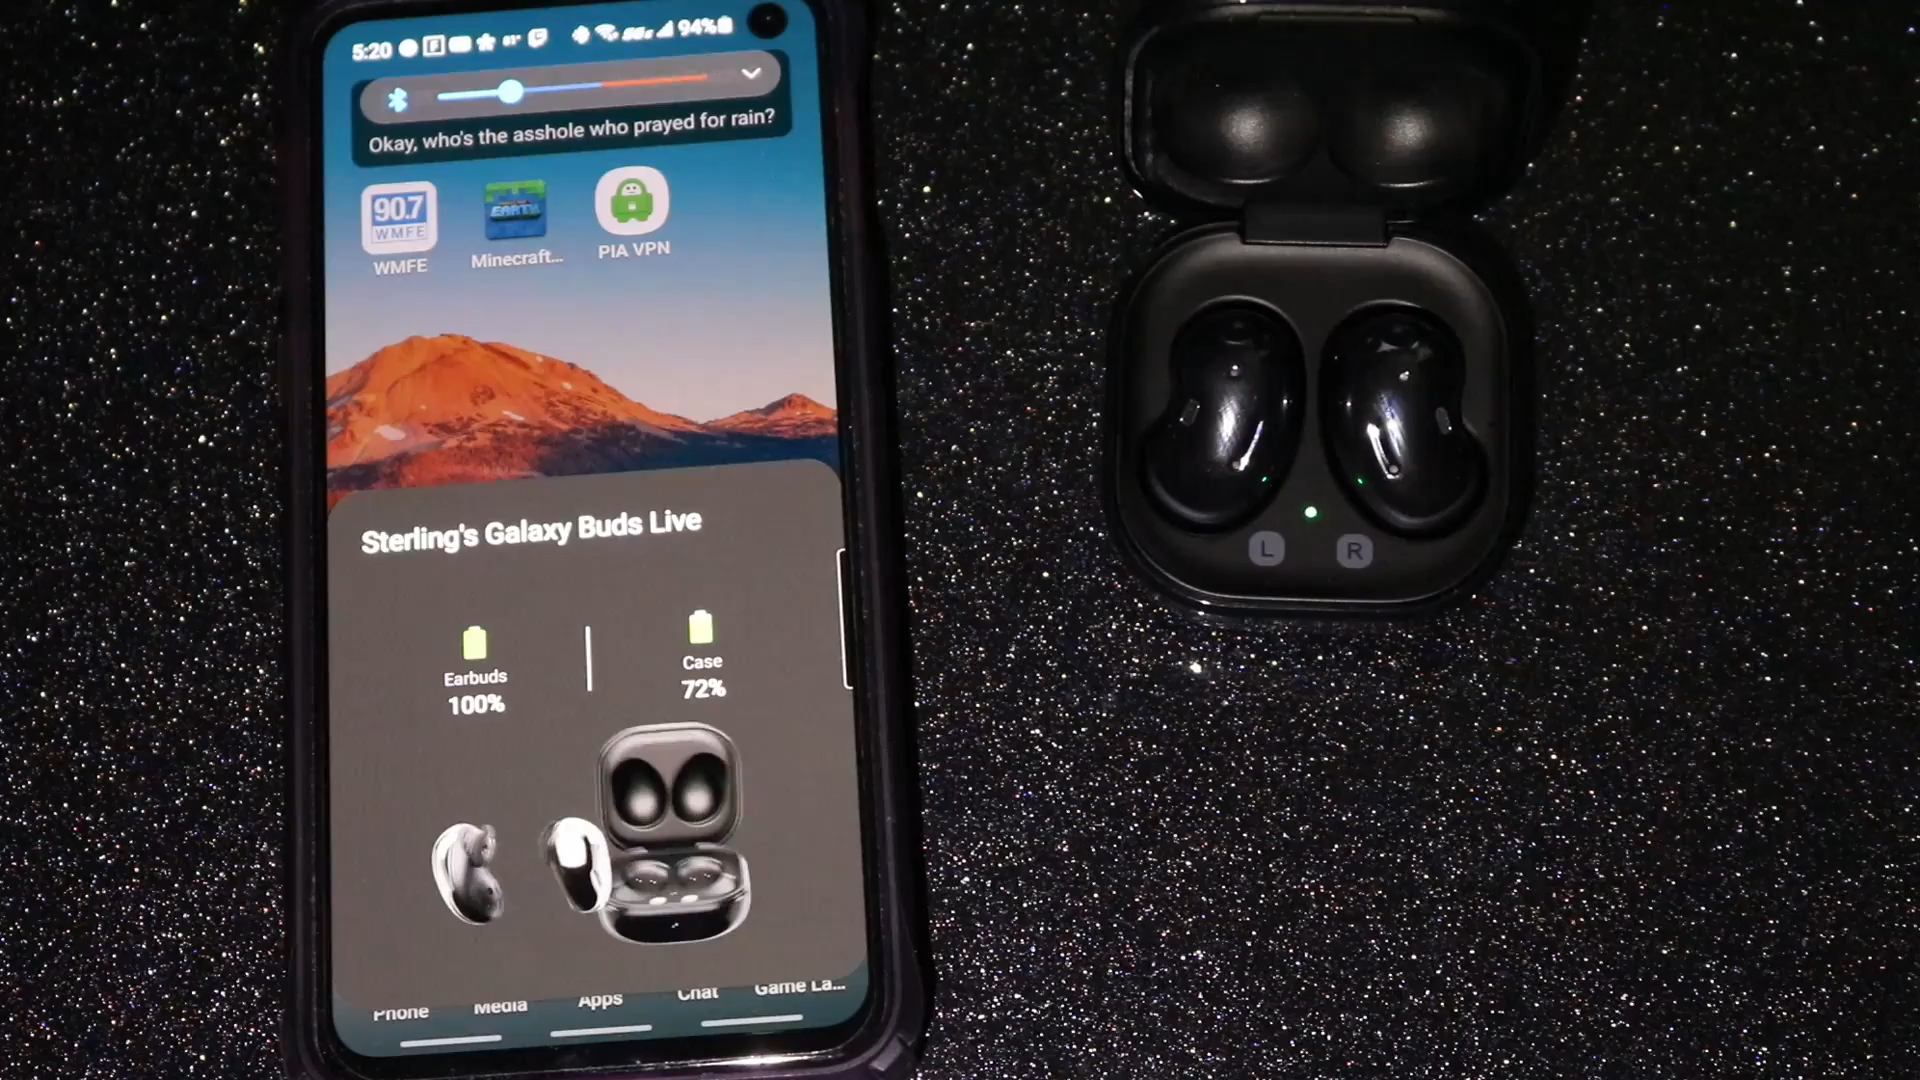 5:20
94%
Okay, who's the asshole who prayed for rain?
90.7
WMFE
EARTH
WMFE
Minecraft...
PIA VPN
Sterling's Galaxy Buds Live
Earbuds
100%
Case
72%
Phone
Media
Apps
Chat
Game La...
L
R